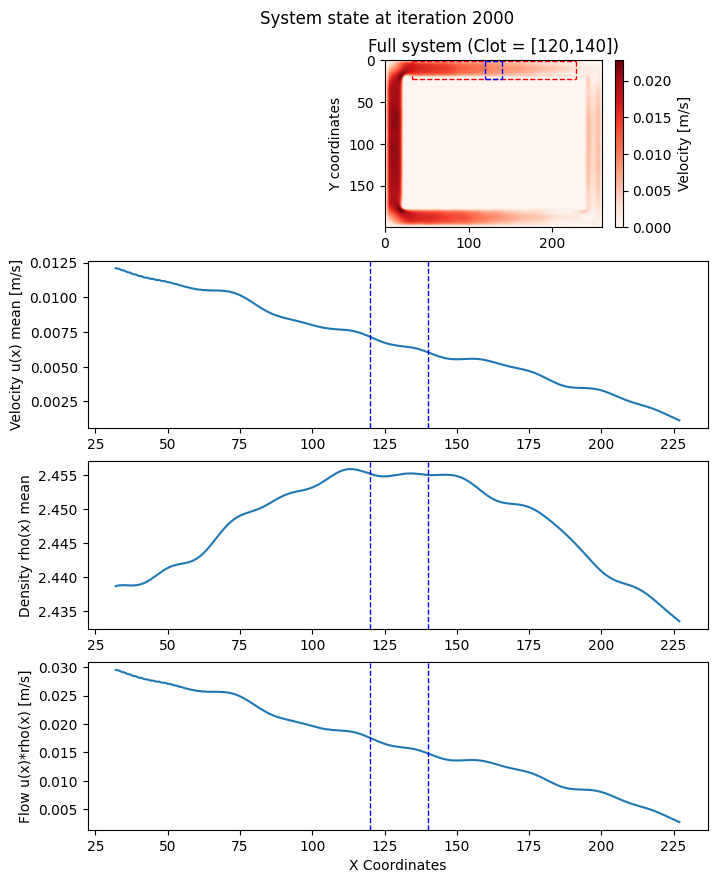 System state at iteration 2000
Full system (Clot = [120,140])
Y coordinates
0
50
100
150
0
100
200
0.020
0.015
0.010
0.005
0.000
Velocity [m/s]
Velocity u(x) mean [m/s]
0.0125
0.0100
0.0075
0.0050
0.0025
25 50 75 100 125 150 175 200 225
Density rho(x) mean
2.455
2.450
2.445
2.440
2.435
25 50 75 100 125 150 175 200 225
Flow u(x)*rho(x) [m/s]
0.030
0.025
0.020
0.015
0.010
0.005
25 50 75 100 125 150 175 200 225
X Coordinates